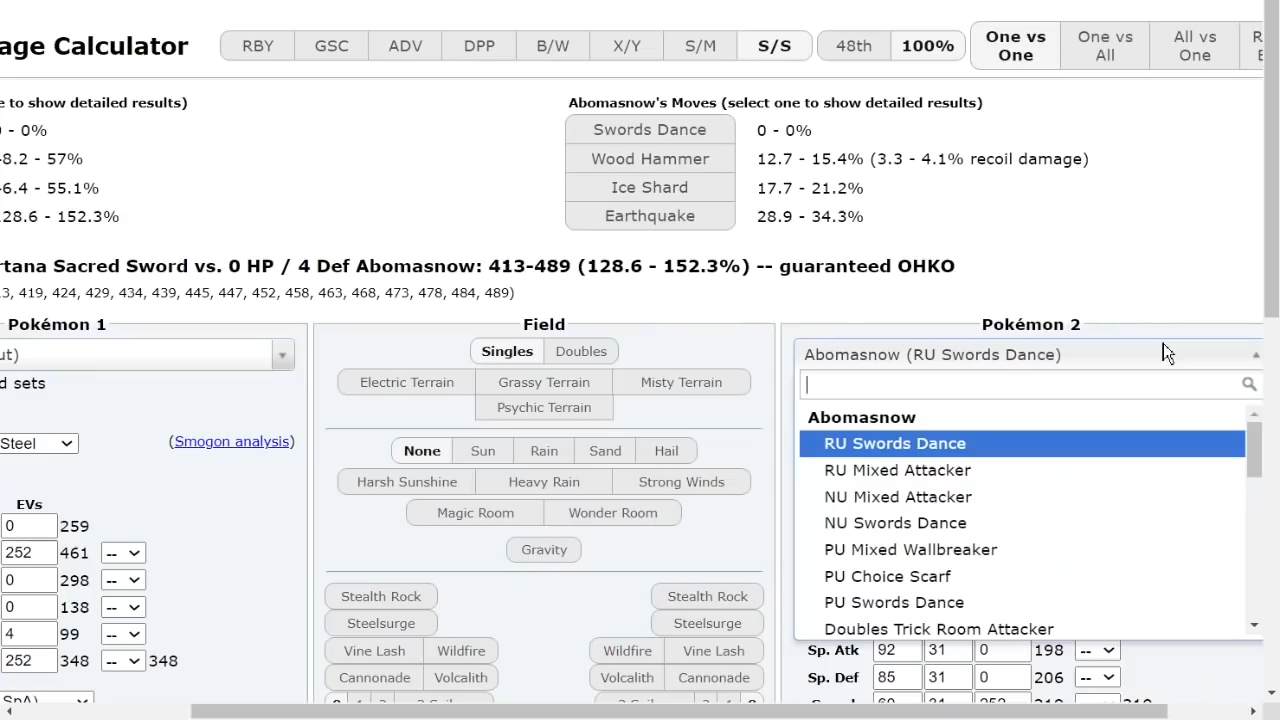 age Calculator
RBY GSC ADV DPP B/W X/Y S/M S/S 48th 100% One vs One One vs All All vs One
e to show detailed results)
- 0%
8.2 - 57%
6.4 - 55.1%
28.6 - 152.3%
Abomasnow's Moves (select one to show detailed results)
Swords Dance 0 - 0%
Wood Hammer 12.7 - 15.4% (3.3 - 4.1% recoil damage)
Ice Shard 17.7 - 21.2%
Earthquake 28.9 - 34.3%
rtana Sacred Sword vs. 0 HP / 4 Def Abomasnow: 413-489 (128.6 - 152.3%) -- guaranteed OHKO
3, 419, 424, 429, 434, 439, 445, 447, 452, 458, 463, 468, 473, 478, 484, 489)
Pokémon 1
ut)
d sets
Steel (Smogon analysis)
EVs
0 259
252 461 --
0 298 --
0 138 --
4 99 --
252 348 -- 348
SpA)
Field
Singles Doubles
Electric Terrain Grassy Terrain Misty Terrain
Psychic Terrain
None Sun Rain Sand Hail
Harsh Sunshine Heavy Rain Strong Winds
Magic Room Wonder Room
Gravity
Stealth Rock Stealth Rock
Steelsurge Steelsurge
Vine Lash Wildfire Wildfire Vine Lash
Cannonade Volcalith Volcalith Cannonade
Pokémon 2
Abomasnow (RU Swords Dance)
Abomasnow
RU Swords Dance
RU Mixed Attacker
NU Mixed Attacker
NU Swords Dance
PU Mixed Wallbreaker
PU Choice Scarf
PU Swords Dance
Doubles Trick Room Attacker
Sp. Atk 92 31 0 198 --
Sp. Def 85 31 0 206 --